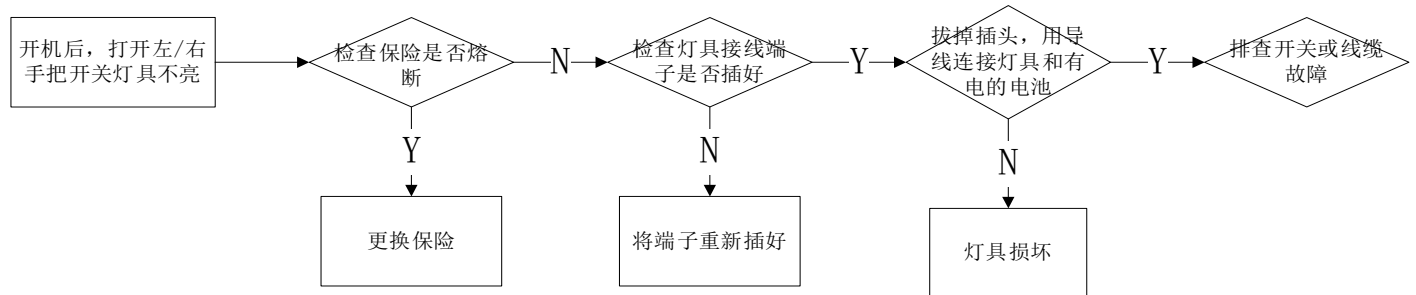 开机后，打开左/右
手把开关灯具不亮
检查保险是否熔
断
N
检查灯具接线端
子是否插好
Y
拔掉插头，用导
线连接灯具和有
电的电池
Y
排查开关或线缆
故障
Y
更换保险
N
将端子重新插好
N
灯具损坏